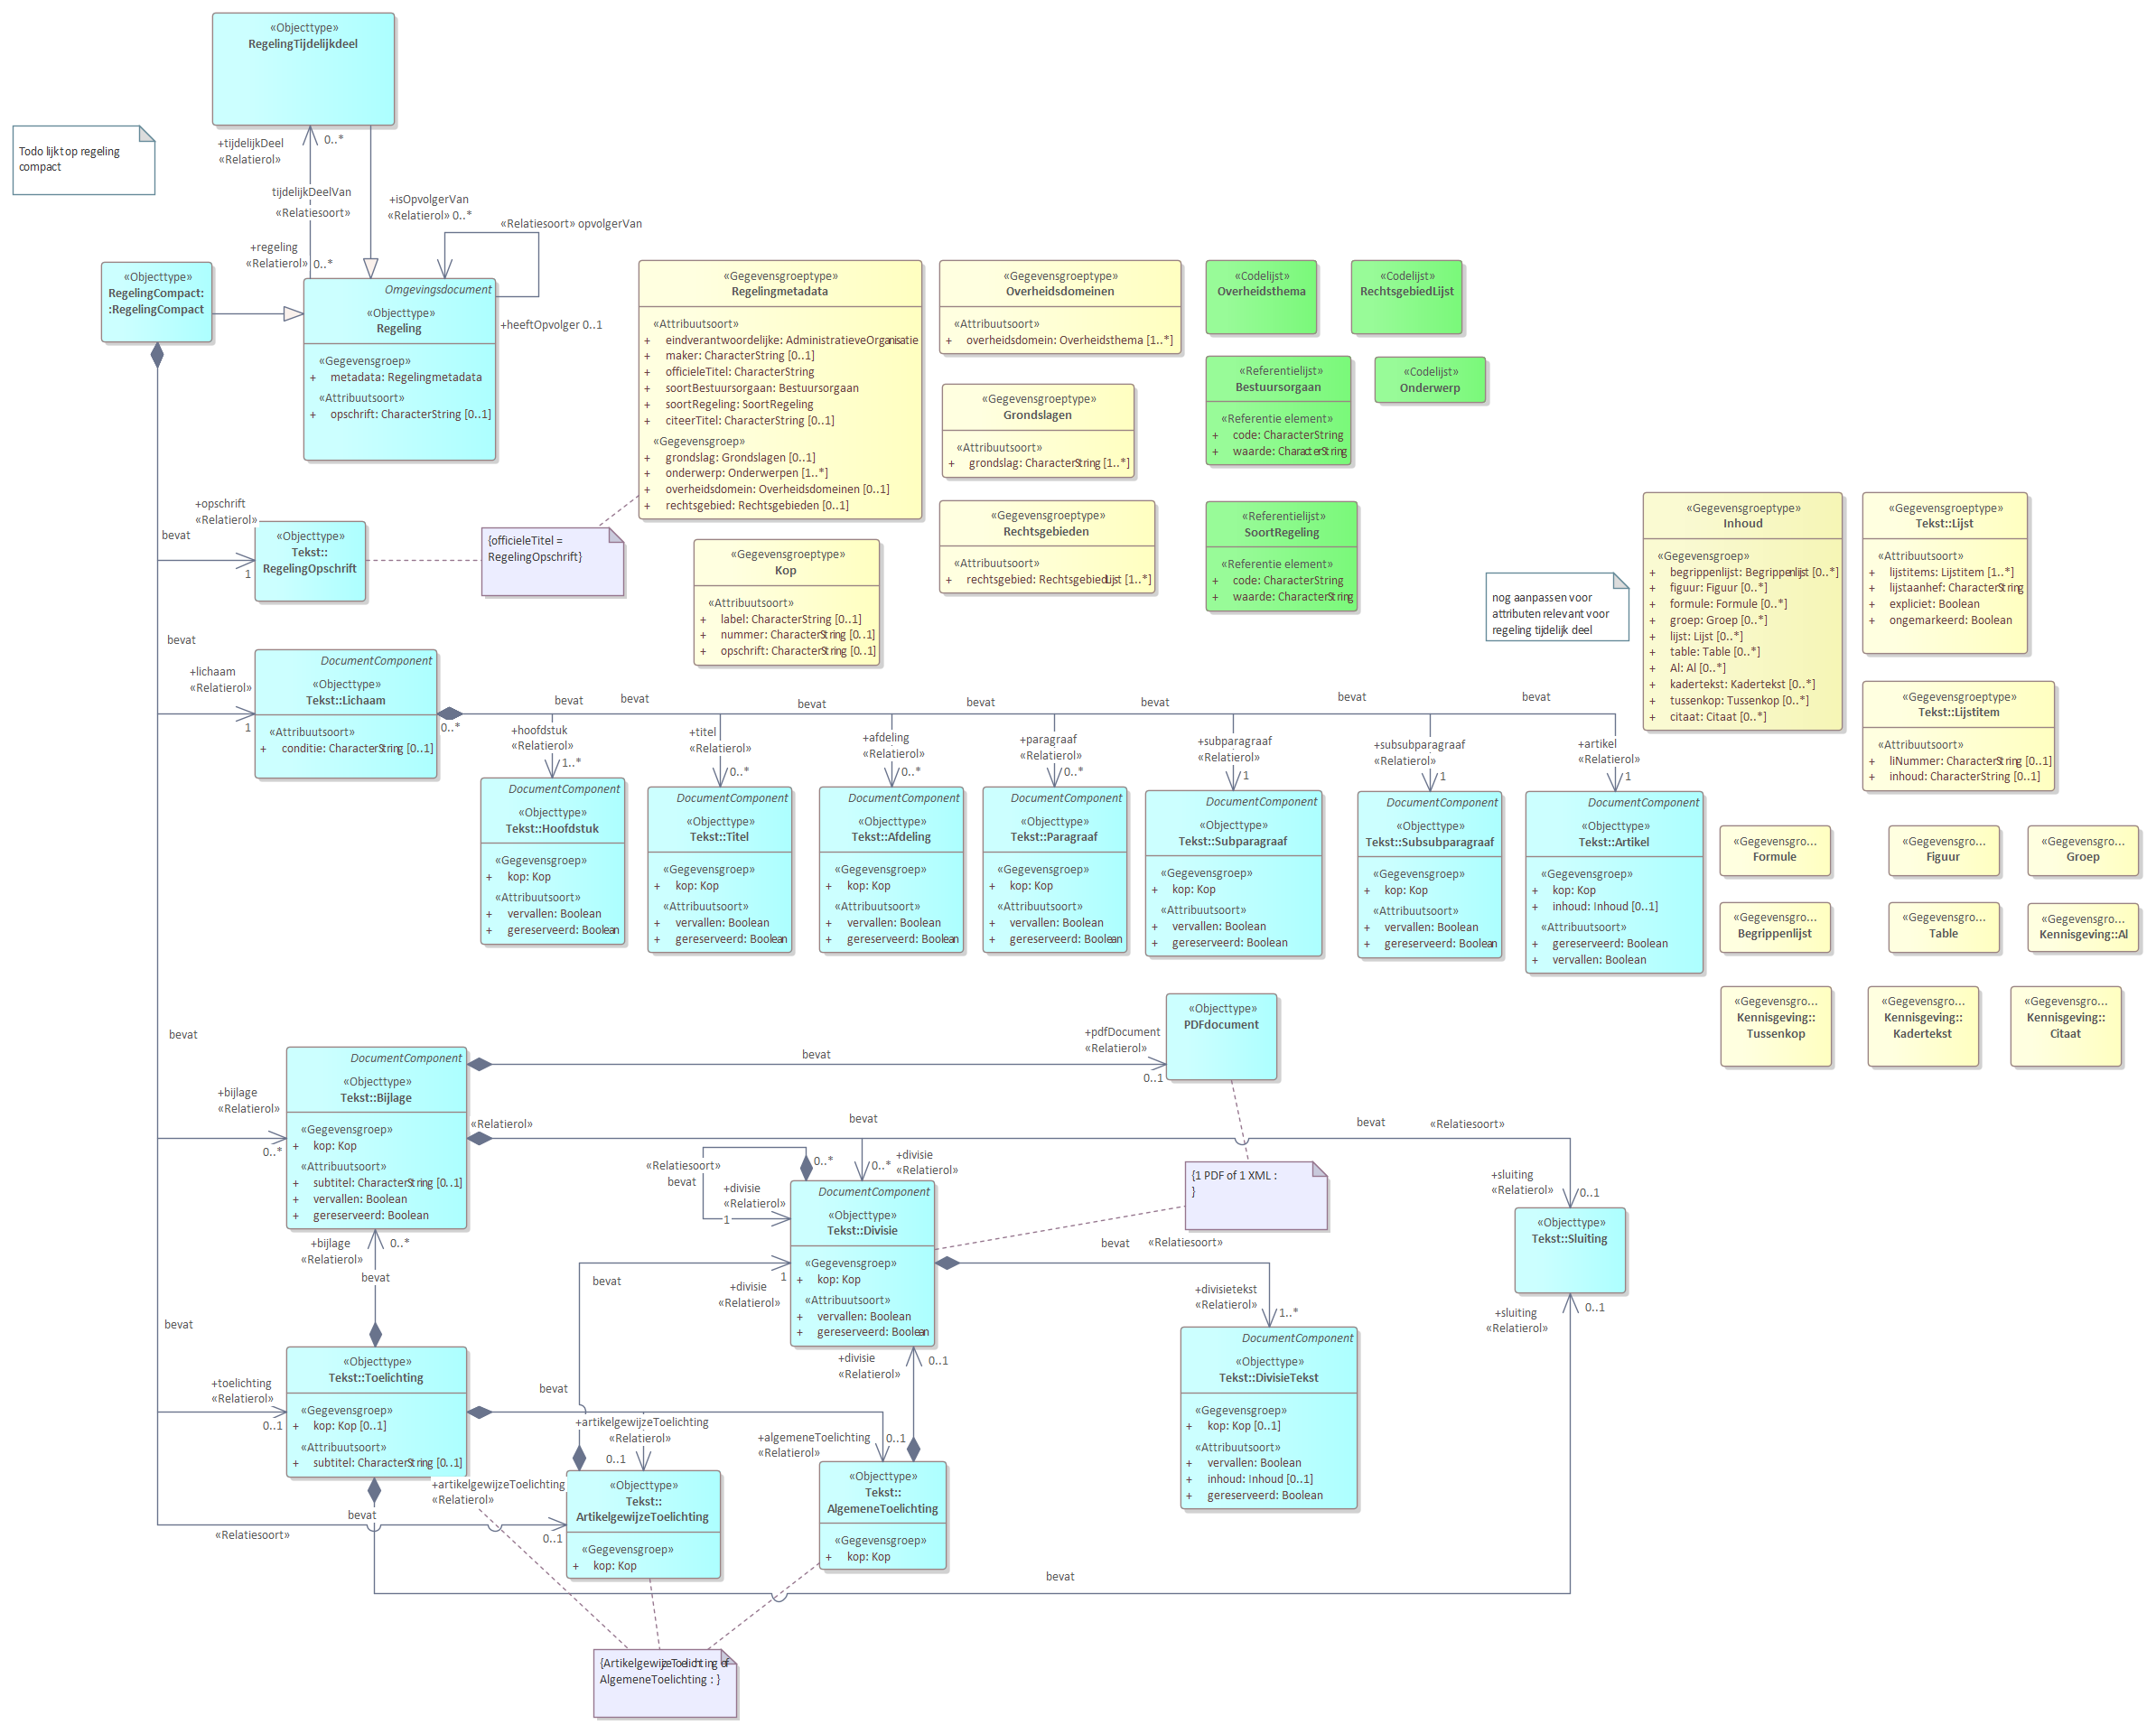 «Objecttype»
RegelingTijdelijkdeel
Todo lijkt op regeling
compact
+tijdelijkDeel
«Relatierol»
0..*
tijdelijkDeelVan
«Relatiesoort»
+regeling
«Relatierol»
0..*
+isOpvolgerVan
«Relatierol» 0..*
«Relatiesoort» opvolgerVan
+heeftOpvolger 0..1
«Objecttype»
RegelingCompact:
:RegelingCompact
Omgevingsdocument
«Objecttype»
Regeling
«Gegevensgroep»
+ metadata: Regelingmetadata
«Attribuutsoort»
+ opschrift: CharacterString [0..1]
«Gegevensgroeptype»
Regelingmetadata
«Attribuutsoort»
+ eindverantwoordelijke: AdministratieveOrganisatie
+ maker: CharacterString [0..1]
+ officieleTitel: CharacterString
+ soortBestuursorgaan: Bestuursorgaan
+ soortRegeling: SoortRegeling
+ citeerTitel: CharacterString [0..1]
«Gegevensgroep»
+ grondslag: Grondslagen [0..1]
+ onderwerp: Onderwerpen [1..*]
+ overheidsdomein: Overheidsdomeinen [0..1]
+ rechtsgebied: Rechtsgebieden [0..1]
«Gegevensgroeptype»
Overheidsdomeinen
«Attribuutsoort»
+ overheidsdomein: Overheidsthema [1..*]
«Gegevensgroeptype»
Grondslagen
«Attribuutsoort»
+ grondslag: CharacterString [1..*]
«Gegevensgroeptype»
Rechtsgebieden
«Attribuutsoort»
+ rechtsgebied: RechtsgebiedLijst [1..*]
«Codelijst»
Overheidsthema
«Codelijst»
RechtsgebiedLijst
«Referentielijst»
Bestuursorgaan
«Referentie element»
+ code: CharacterString
+ waarde: CharacterString
«Codelijst»
Onderwerp
«Referentielijst»
SoortRegeling
«Referentie element»
+ code: CharacterString
+ waarde: CharacterString
+opschrift
«Relatierol»
bevat
1
«Objecttype»
Tekst::
RegelingOpschrift
{officieleTitel =
RegelingOpschrift}
«Gegevensgroeptype»
Kop
«Attribuutsoort»
+ label: CharacterString [0..1]
+ nummer: CharacterString [0..1]
+ opschrift: CharacterString [0..1]
nog aanpassen voor
attributen relevant voor
regeling tijdelijk deel
«Gegevensgroeptype»
Inhoud
«Gegevensgroep»
+ begrippenlijst: Begrippenlijst [0..*]
+ figuur: Figuur [0..*]
+ formule: Formule [0..*]
+ groep: Groep [0..*]
+ lijst: Lijst [0..*]
+ table: Table [0..*]
+ Al: Al [0..*]
+ kadertekst: Kadertekst [0..*]
+ tussenkop: Tussenkop [0..*]
+ citaat: Citaat [0..*]
«Gegevensgroeptype»
Tekst::Lijst
«Attribuutsoort»
+ lijstitems: Lijstitem [1..*]
+ lijstaanhef: CharacterString
+ expliciet: Boolean
+ ongemarkeerd: Boolean
«Gegevensgroeptype»
Tekst::Lijstitem
«Attribuutsoort»
+ liNummer: CharacterString [0..1]
+ inhoud: CharacterString [0..1]
bevat
+lichaam
«Relatierol»
1
DocumentComponent
«Objecttype»
Tekst::Lichaam
«Attribuutsoort»
+ conditie: CharacterString [0..1]
0..*
bevat
bevat
bevat
bevat
bevat
bevat
bevat
+hoofdstuk
«Relatierol»
1..*
+titel
«Relatierol»
0..*
+afdeling
«Relatierol»
0..*
+paragraaf
«Relatierol»
0..*
+subparagraaf
«Relatierol»
1
+subsubparagraaf
«Relatierol»
1
+artikel
«Relatierol»
1
DocumentComponent
«Objecttype»
Tekst::Hoofdstuk
«Gegevensgroep»
+ kop: Kop
«Attribuutsoort»
+ vervallen: Boolean
+ gereserveerd: Boolean
DocumentComponent
«Objecttype»
Tekst::Titel
«Gegevensgroep»
+ kop: Kop
«Attribuutsoort»
+ vervallen: Boolean
+ gereserveerd: Boolean
DocumentComponent
«Objecttype»
Tekst::Afdeling
«Gegevensgroep»
+ kop: Kop
«Attribuutsoort»
+ vervallen: Boolean
+ gereserveerd: Boolean
DocumentComponent
«Objecttype»
Tekst::Paragraaf
«Gegevensgroep»
+ kop: Kop
«Attribuutsoort»
+ vervallen: Boolean
+ gereserveerd: Boolean
DocumentComponent
«Objecttype»
Tekst::Subparagraaf
«Gegevensgroep»
+ kop: Kop
«Attribuutsoort»
+ vervallen: Boolean
+ gereserveerd: Boolean
DocumentComponent
«Objecttype»
Tekst::Subsubparagraaf
«Gegevensgroep»
+ kop: Kop
«Attribuutsoort»
+ vervallen: Boolean
+ gereserveerd: Boolean
DocumentComponent
«Objecttype»
Tekst::Artikel
«Gegevensgroep»
+ kop: Kop
+ inhoud: Inhoud [0..1]
«Attribuutsoort»
+ gereserveerd: Boolean
+ vervallen: Boolean
«Gegevensgro...
Formule
«Gegevensgro...
Figuur
«Gegevensgro...
Groep
«Gegevensgro...
Begrippenlijst
«Gegevensgro...
Table
«Gegevensgro...
Kennisgeving::Al
«Gegevensgro...
Kennisgeving::
Tussenkop
«Gegevensgro...
Kennisgeving::
Kadertekst
«Gegevensgro...
Kennisgeving::
Citaat
«Objecttype»
PDFdocument
+pdfDocument
«Relatierol»
0..1
bevat
bevat
+bijlage
«Relatierol»
0..*
DocumentComponent
«Objecttype»
Tekst::Bijlage
«Gegevensgroep»
+ kop: Kop
«Attribuutsoort»
+ subtitel: CharacterString [0..1]
+ vervallen: Boolean
+ gereserveerd: Boolean
«Relatierol»
bevat
bevat
«Relatiesoort»
«Relatiesoort»
bevat
0..*
0..*
+divisie
«Relatierol»
+divisie
«Relatierol»
1
DocumentComponent
«Objecttype»
Tekst::Divisie
«Gegevensgroep»
+ kop: Kop
«Attribuutsoort»
+ vervallen: Boolean
+ gereserveerd: Boolean
{1 PDF of 1 XML :
}
+sluiting
«Relatierol»
0..1
«Objecttype»
Tekst::Sluiting
bevat
«Relatiesoort»
+divisietekst
«Relatierol»
1..*
+sluiting
«Relatierol»
0..1
+bijlage
«Relatierol»
0..*
bevat
bevat
1
+divisie
«Relatierol»
bevat
«Objecttype»
Tekst::Toelichting
«Gegevensgroep»
+ kop: Kop [0..1]
«Attribuutsoort»
+ subtitel: CharacterString [0..1]
+toelichting
«Relatierol»
0..1
bevat
+divisie
«Relatierol»
0..1
DocumentComponent
«Objecttype»
Tekst::DivisieTekst
«Gegevensgroep»
+ kop: Kop [0..1]
«Attribuutsoort»
+ vervallen: Boolean
+ inhoud: Inhoud [0..1]
+ gereserveerd: Boolean
+artikelgewijzeToelichting
«Relatierol»
0..1
+algemeneToelichting
«Relatierol»
0..1
+artikelgewijzeToelichting
«Relatierol»
bevat
«Relatiesoort»
0..1
«Objecttype»
Tekst::
ArtikelgewijzeToelichting
«Gegevensgroep»
+ kop: Kop
«Objecttype»
Tekst::
AlgemeneToelichting
«Gegevensgroep»
+ kop: Kop
bevat
{ArtikelgewijzeToelichting of
AlgemeneToelichting : }